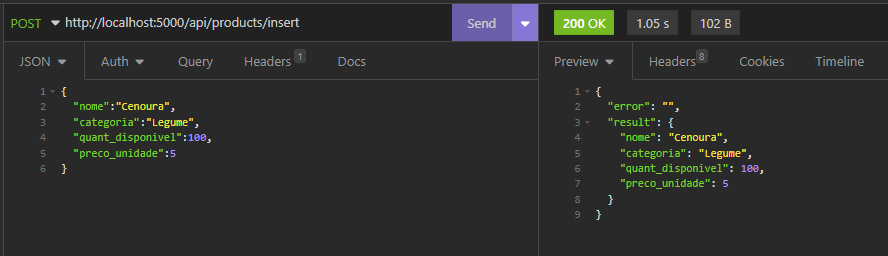 POST http://localhost:5000/api/products/insert Send 200 OK 1.05 s 102 B
JSON Auth Query Headers 1 Docs Preview Headers 8 Cookies Timeline
1 {
2 "nome":"Cenoura",
3 "categoria":"Legume",
4 "quant_disponivel":100,
5 "preco_unidade":5
6 }
1 {
2 "error": "",
3 "result": {
4 "nome": "Cenoura",
5 "categoria": "Legume",
6 "quant_disponivel": 100,
7 "preco_unidade": 5
8 }
9 }